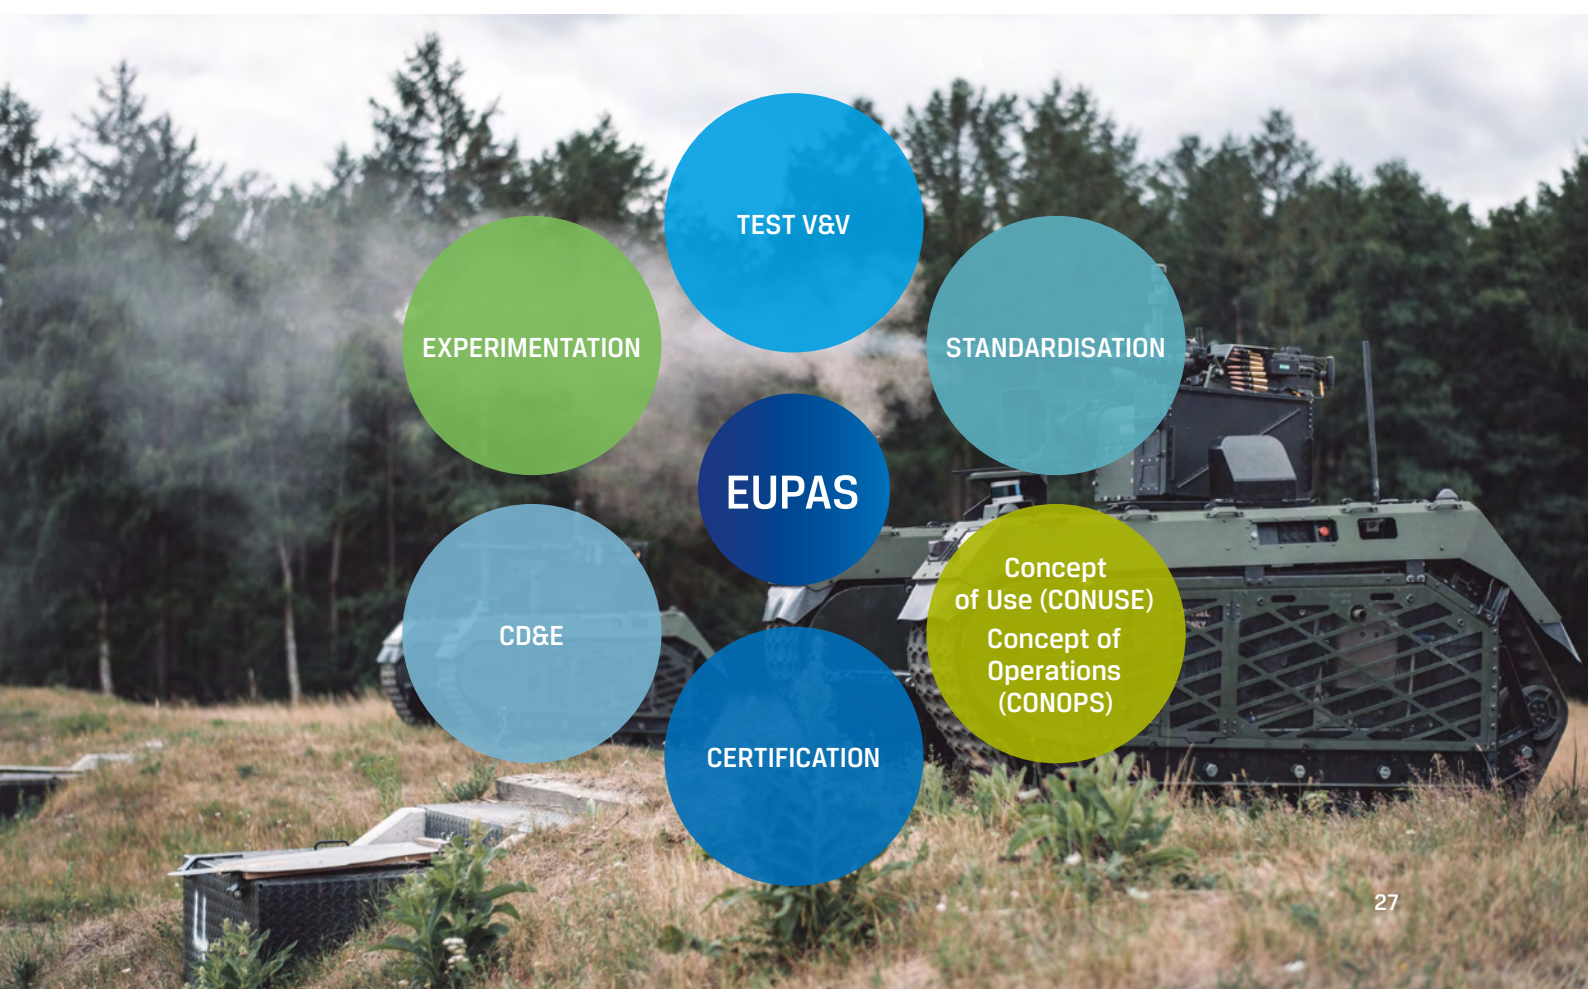 TEST V&V
EXPERIMENTATION
STANDARDISATION
EUPAS
Concept
of Use (CONUSE)
Concept of
Operations
(CONOPS)
CD&E
CERTIFICATION
27